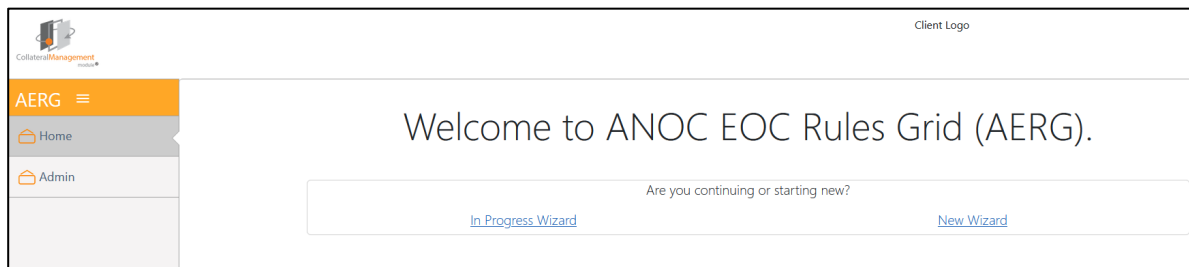 Client Logo
CollateralManagement
module®
AERG
Home
Admin
Welcome to ANOC EOC Rules Grid (AERG).
Are you continuing or starting new?
In Progress Wizard New Wizard